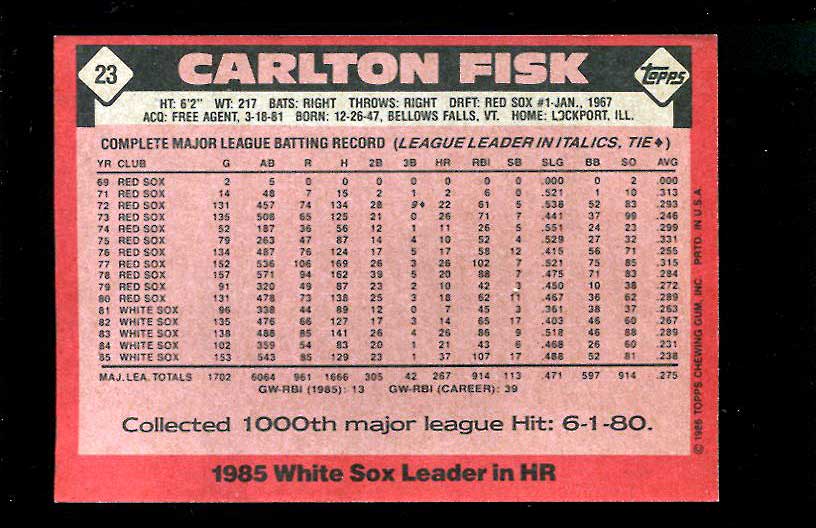 23
CARLTON FISK
TOPPS
HT: 6'2" WT: 217 BATS: RIGHT THROWS: RIGHT DRFT: RED SOX #1-JAN., 1967
ACQ: FREE AGENT, 3-18-81 BORN: 12-26-47, BELLOWS FALLS, VT. HOME: LOCKPORT, ILL.
COMPLETE MAJOR LEAGUE BATTING RECORD (LEAGUE LEADER IN ITALICS, TIE♦)
YR CLUB G AB R H 2B 3B HR RBI SB SLG BB SO AVG
69 RED SOX 2 5 0 0 0 0 0 0 0 .000 0 2 .000
71 RED SOX 14 48 7 15 2 1 2 6 0 .521 1 10 .313
72 RED SOX 131 457 74 134 28 9♦ 22 61 5 .538 52 83 .293
73 RED SOX 135 508 65 125 21 0 26 71 7 .441 37 99 .246
74 RED SOX 52 187 36 56 12 1 11 26 5 .551 24 23 .299
75 RED SOX 79 263 47 87 14 4 10 52 4 .529 27 32 .331
76 RED SOX 134 487 76 124 17 5 17 58 12 .415 56 71 .255
77 RED SOX 152 536 106 169 26 3 26 102 7 .521 75 85 .315
78 RED SOX 157 571 94 162 39 5 20 88 7 .475 71 83 .284
79 RED SOX 91 320 49 87 23 2 10 42 3 .450 10 38 .272
80 RED SOX 131 478 73 138 25 3 18 62 11 .467 36 62 .289
81 WHITE SOX 96 338 44 89 12 0 7 45 3 .361 38 37 .263
82 WHITE SOX 135 476 66 127 17 3 14 65 17 .403 46 60 .267
83 WHITE SOX 138 488 85 141 26 4 26 86 9 .518 46 88 .289
84 WHITE SOX 102 359 54 83 20 1 21 43 6 .468 26 60 .231
85 WHITE SOX 153 543 85 129 23 1 37 107 17 .488 52 81 .238
MAJ. LEA. TOTALS 1702 6064 961 1666 305 42 267 914 113 .471 597 914 .275
GW-RBI (1985): 13 GW-RBI (CAREER): 39
Collected 1000th major league Hit: 6-1-80.
1985 White Sox Leader in HR
© 1986 TOPPS CHEWING GUM, INC. PRTD. IN U.S.A.